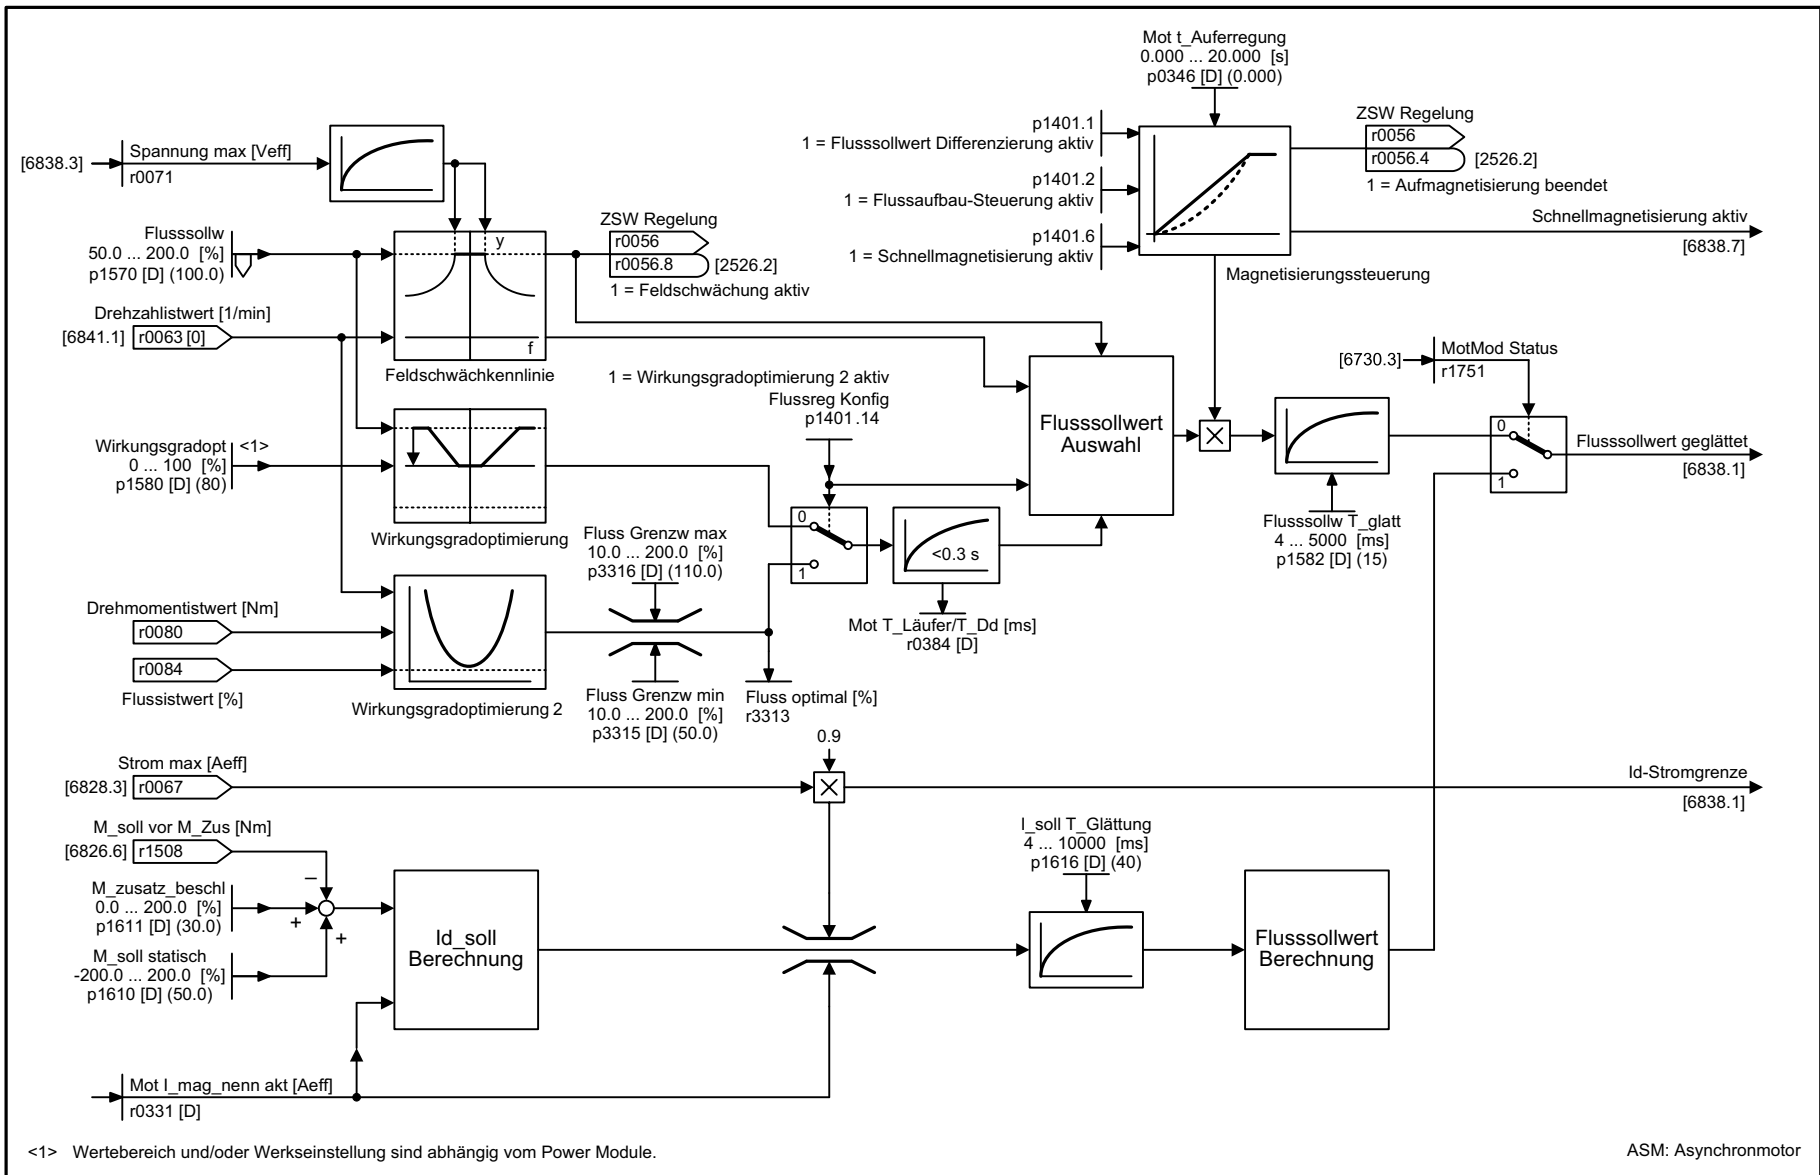 Mot t_Auferregung
0.000 ... 20.000 [s]
p0346 [D] (0.000)
p1401.1
1 = Flusssollwert Differenzierung aktiv
p1401.2
1 = Flussaufbau-Steuerung aktiv
p1401.6
1 = Schnellmagnetisierung aktiv
ZSW Regelung
r0056
r0056.4
[2526.2]
1 = Aufmagnetisierung beendet
Schnellmagnetisierung aktiv
[6838.7]
Magnetisierungssteuerung
[6838.3]
Spannung max [Veff]
r0071
Flusssollw
50.0 ... 200.0 [%]
p1570 [D] (100.0)
y
f
Feldschwächkennlinie
ZSW Regelung
r0056
r0056.8
[2526.2]
1 = Feldschwächung aktiv
Drehzahlistwert [1/min]
[6841.1]
r0063 [0]
1 = Wirkungsgradoptimierung 2 aktiv
Flussreg Konfig
p1401.14
Flusssollwert
Auswahl
[6730.3]
MotMod Status
r1751
0
1
Flusssollwert geglättet
[6838.1]
Wirkungsgradopt
<1>
0 ... 100 [%]
p1580 [D] (80)
Wirkungsgradoptimierung
0
1
<0.3 s
Mot T_Läufer/T_Dd [ms]
r0384 [D]
Flusssollw T_glatt
4 ... 5000 [ms]
p1582 [D] (15)
Fluss Grenzw max
10.0 ... 200.0 [%]
p3316 [D] (110.0)
Drehmomentistwert [Nm]
r0080
r0084
Flussistwert [%]
Wirkungsgradoptimierung 2
Fluss Grenzw min
10.0 ... 200.0 [%]
p3315 [D] (50.0)
Fluss optimal [%]
r3313
0.9
Strom max [Aeff]
[6828.3]
r0067
Id-Stromgrenze
[6838.1]
M_soll vor M_Zus [Nm]
[6826.6]
r1508
–
M_zusatz_beschl
0.0 ... 200.0 [%]
p1611 [D] (30.0)
+
+
M_soll statisch
-200.0 ... 200.0 [%]
p1610 [D] (50.0)
Id_soll
Berechnung
I_soll T_Glättung
4 ... 10000 [ms]
p1616 [D] (40)
Flusssollwert
Berechnung
Mot I_mag_nenn akt [Aeff]
r0331 [D]
<1> Wertebereich und/oder Werkseinstellung sind abhängig vom Power Module.
ASM: Asynchronmotor